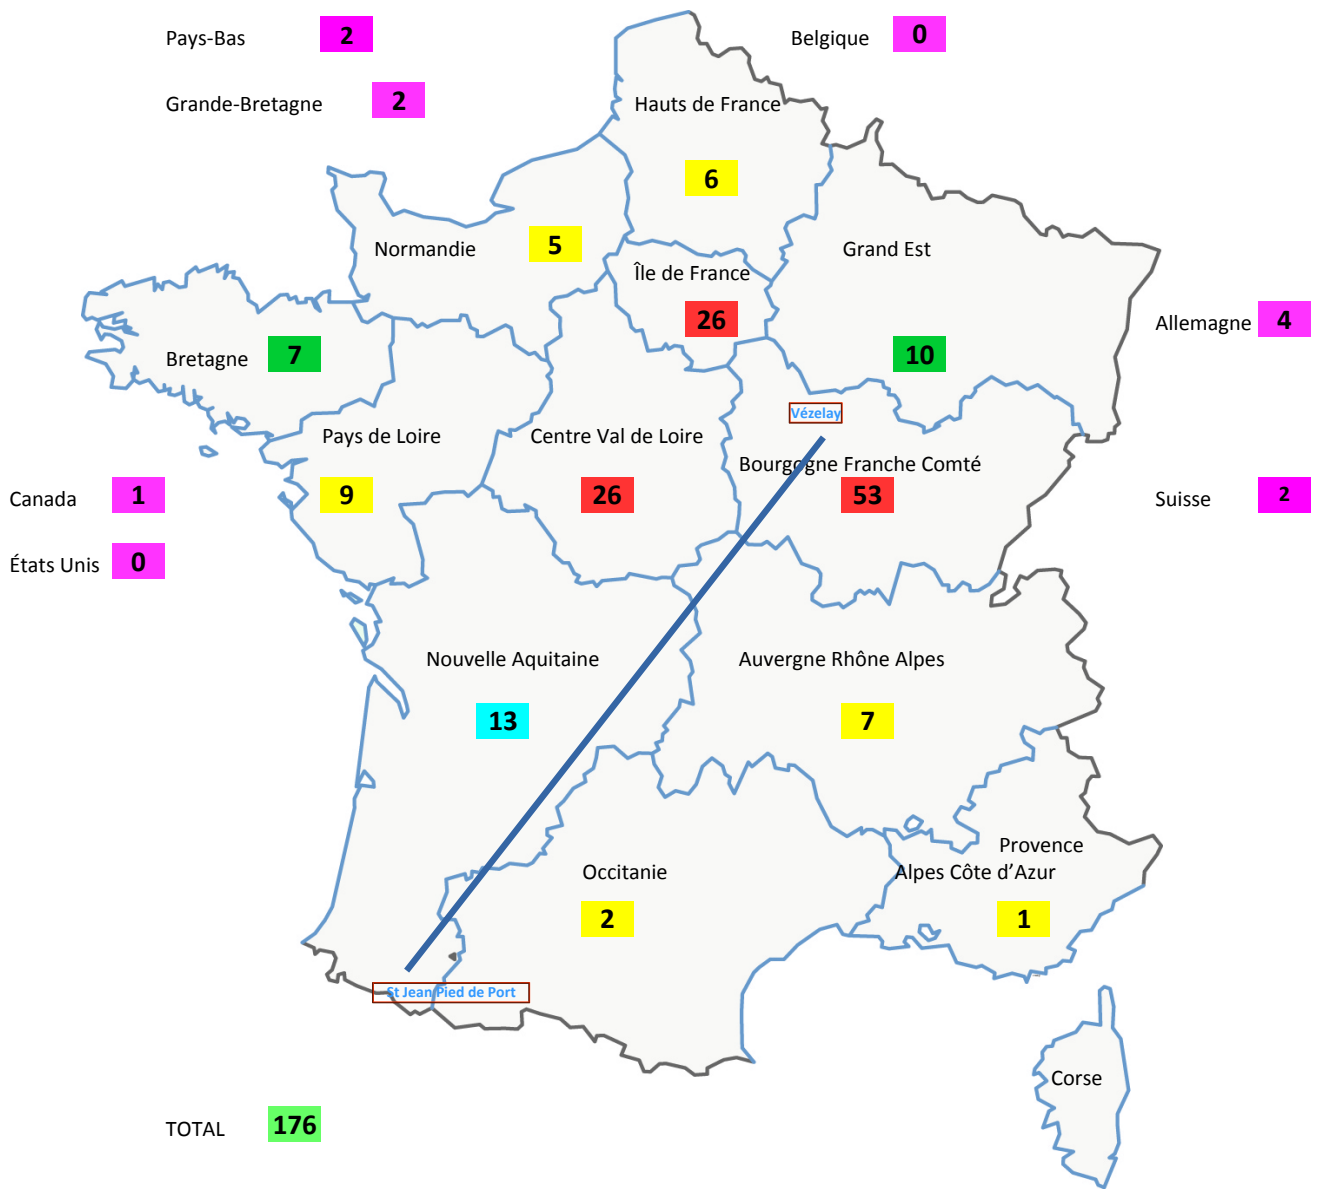 Pays-Bas 2
Belgique 0
Grande-Bretagne 2
Hauts de France
6
Normandie 5
Grand Est
Île de France
26
Allemagne 4
Bretagne 7
10
Vézelay
Pays de Loire
Centre Val de Loire
Bourgogne Franche Comté
Canada 1
9
26
53
Suisse 2
États Unis 0
Nouvelle Aquitaine
Auvergne Rhône Alpes
13
7
Provence
Alpes Côte d’Azur
Occitanie
2
1
St Jean Pied de Port
Corse
TOTAL 176